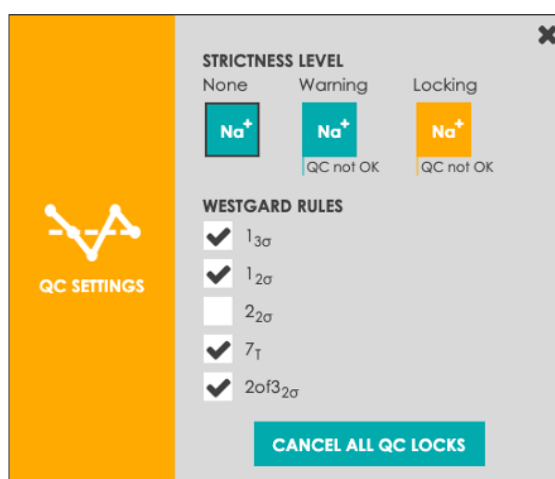 STRICTNESS LEVEL
None Warning Locking
Na⁺ Na⁺ Na⁺
QC not OK QC not OK
WESTGARD RULES
1₃σ
1₂σ
2₂σ
7T
2of3₂σ
QC SETTINGS
CANCEL ALL QC LOCKS